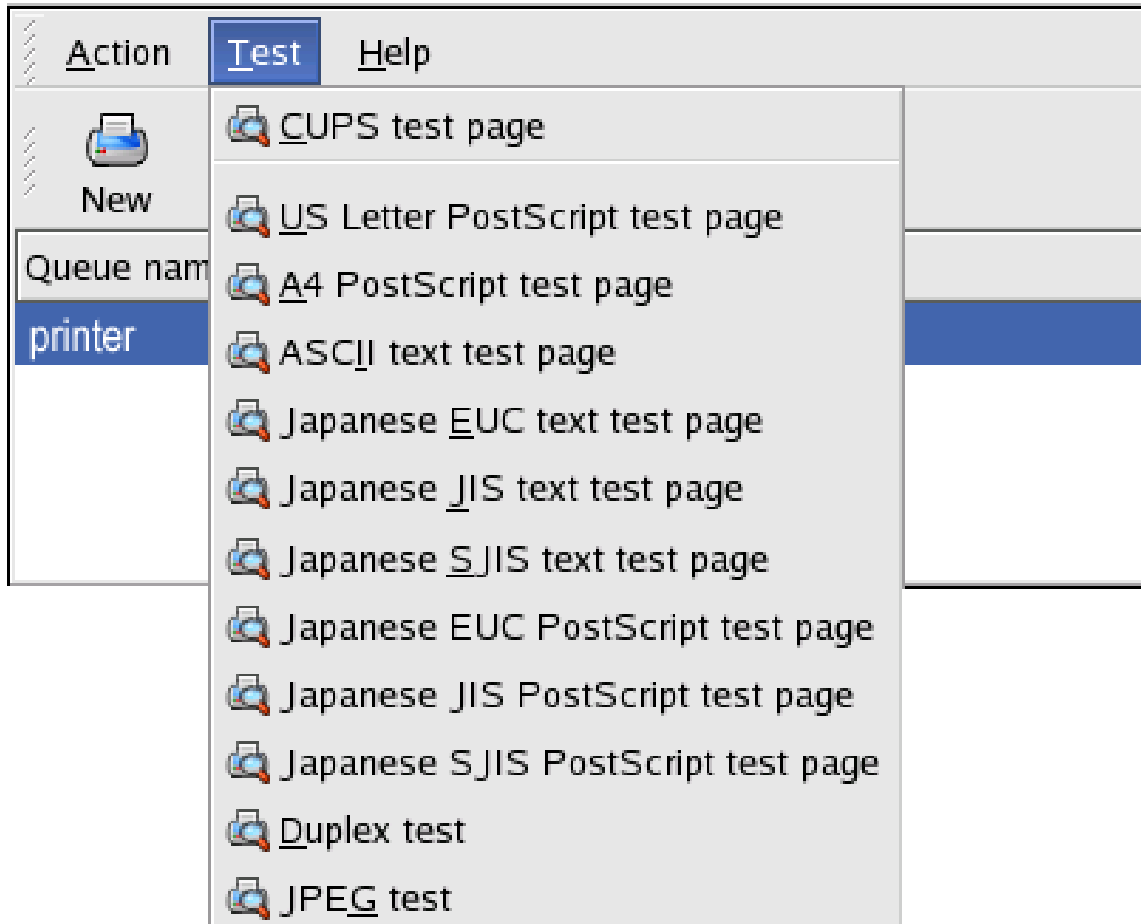 Action Test Help
New
Queue nam
printer
CUPS test page
US Letter PostScript test page
A4 PostScript test page
ASCII text test page
Japanese EUC text test page
Japanese JIS text test page
Japanese SJIS text test page
Japanese EUC PostScript test page
Japanese JIS PostScript test page
Japanese SJIS PostScript test page
Duplex test
JPEG test